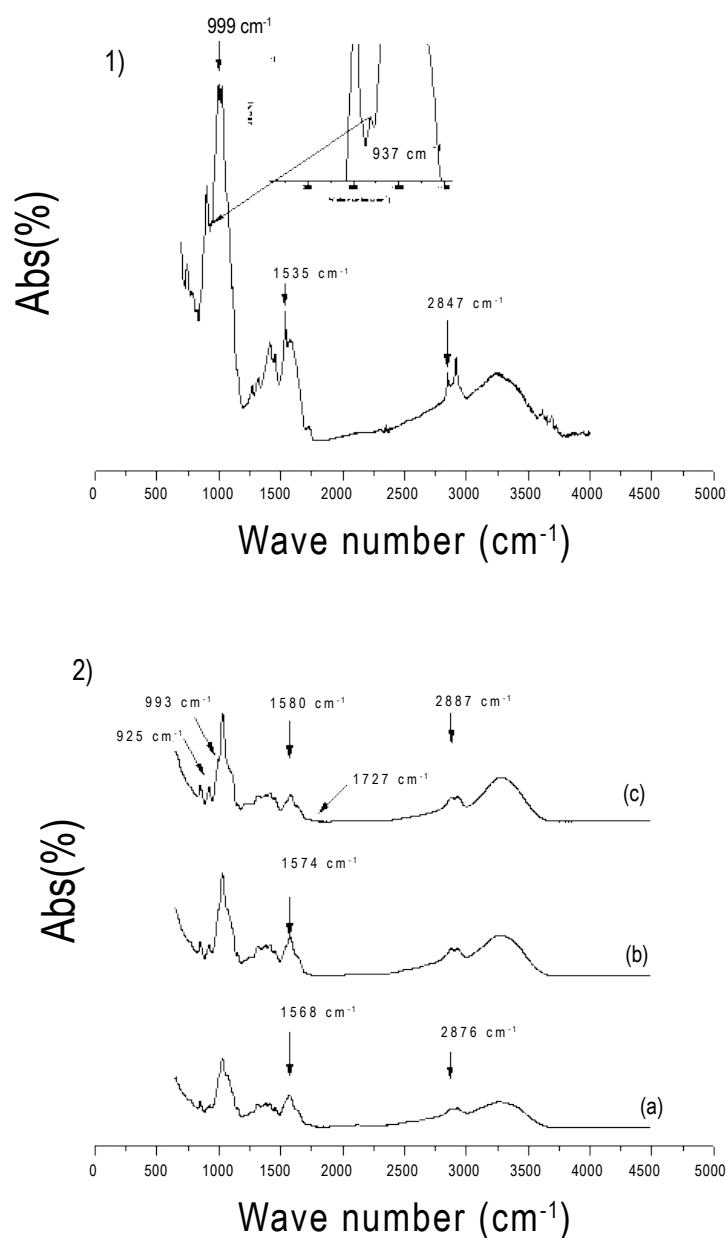 1)
999 cm-1
937 cm-1
1535 cm-1
2847 cm-1
Abs(%)
0 500 1000 1500 2000 2500 3000 3500 4000 4500 5000
Wave number (cm-1)
2)
993 cm-1
925 cm-1
1580 cm-1
2887 cm-1
1727 cm-1
(c)
1574 cm-1
(b)
1568 cm-1
2876 cm-1
(a)
Abs(%)
0 500 1000 1500 2000 2500 3000 3500 4000 4500 5000
Wave number (cm-1)